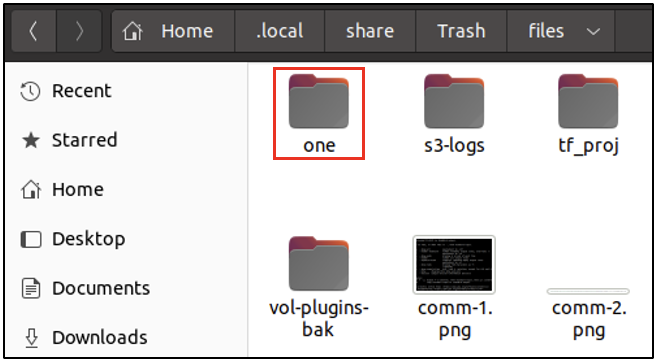 Home .local share Trash files
Recent
Starred
Home
Desktop
Documents
Downloads
one s3-logs tf_proj
vol-plugins- comm-1. comm-2.
bak png png